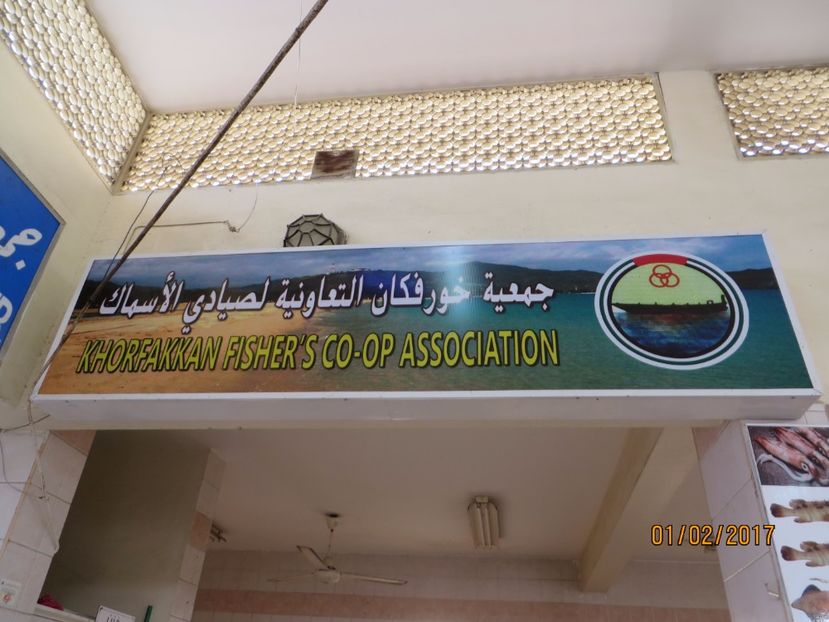 جمعية خورفكان التعاونية لصيادي الأسماك
KHORFAKKAN FISHER'S CO-OP ASSOCIATION
01/02/2017